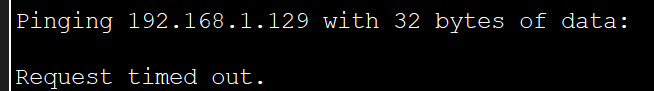 Pinging 192.168.1.129 with 32 bytes of data:
Request timed out.